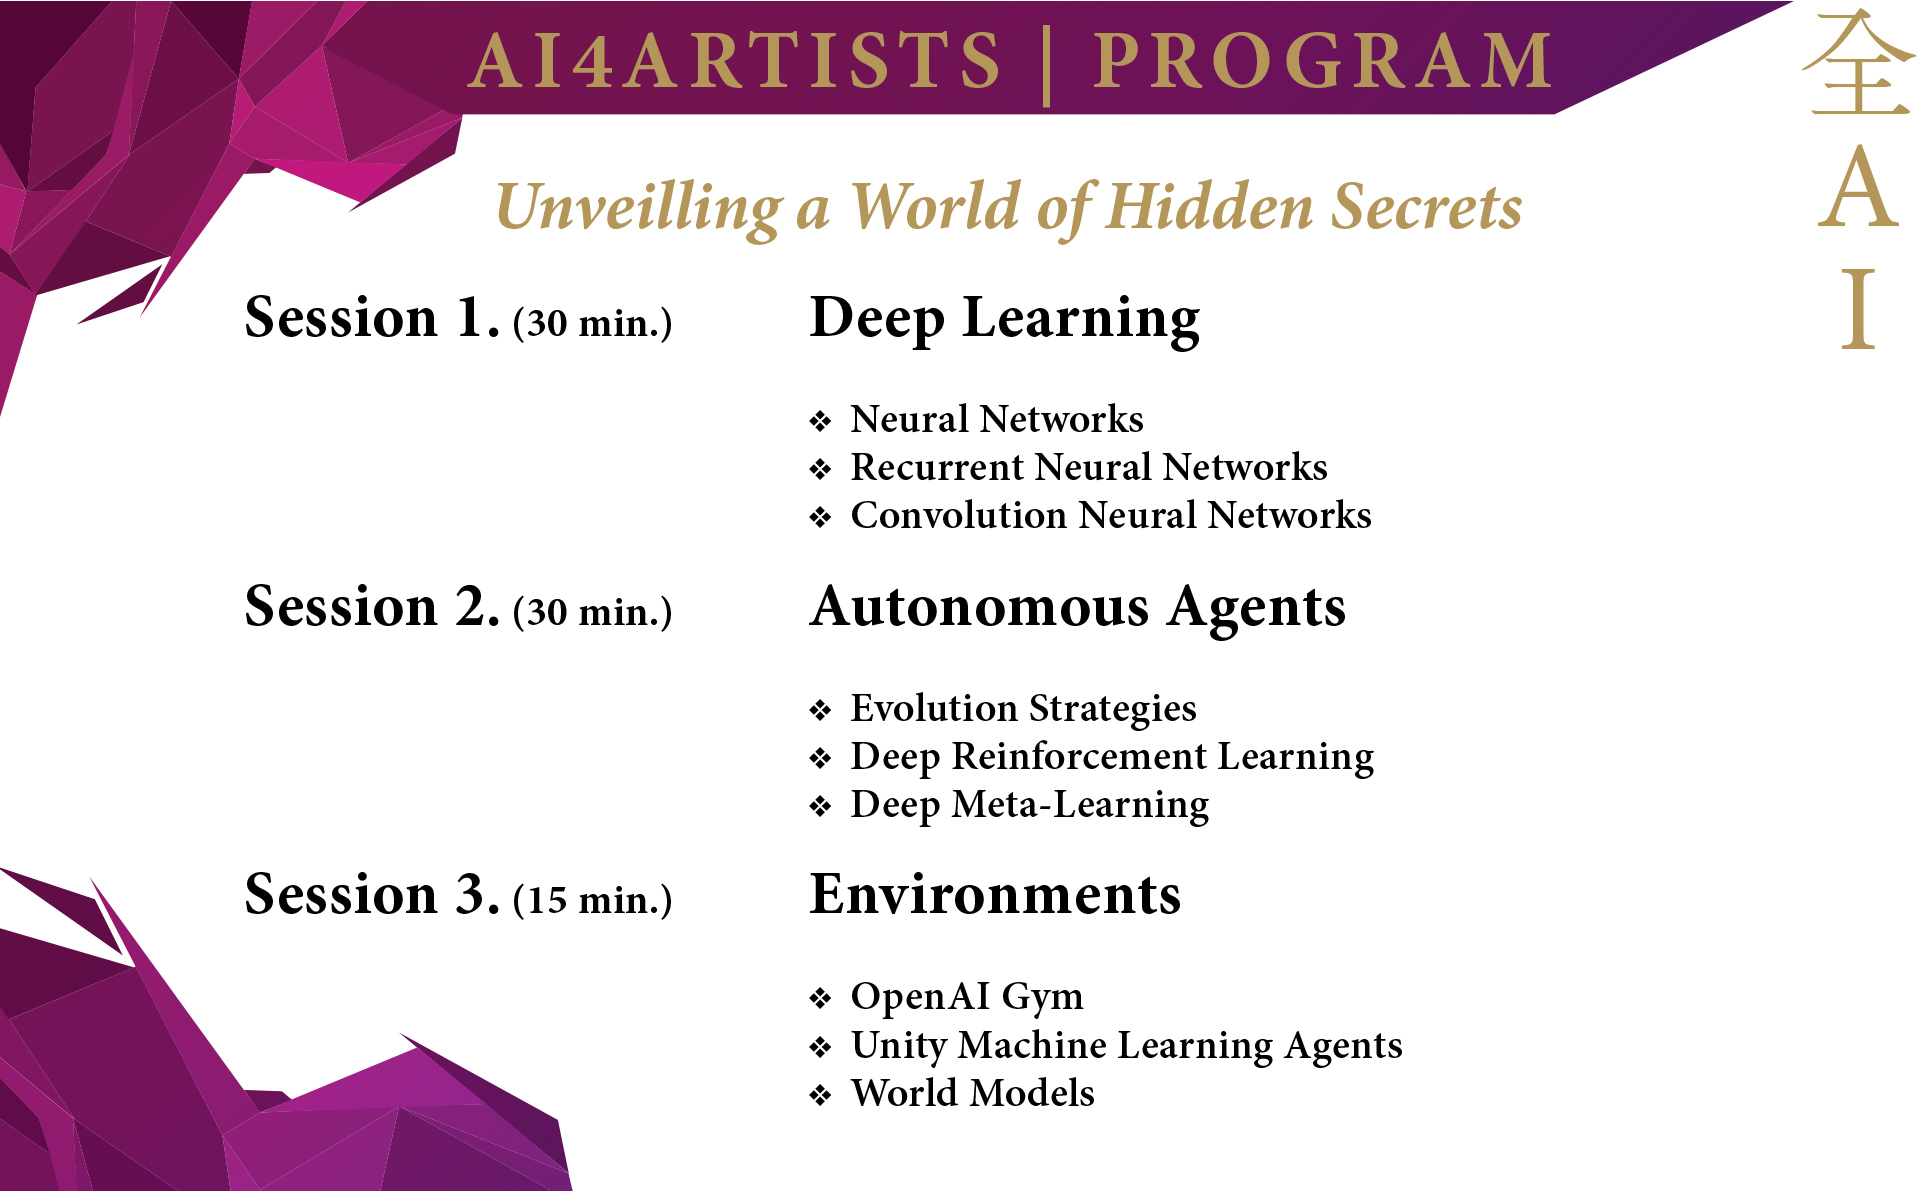 AI4ARTISTS | PROGRAM
全
A
I
Unveilling a World of Hidden Secrets
Session 1. (30 min.) Deep Learning
❖ Neural Networks
❖ Recurrent Neural Networks
❖ Convolution Neural Networks
Session 2. (30 min.) Autonomous Agents
❖ Evolution Strategies
❖ Deep Reinforcement Learning
❖ Deep Meta-Learning
Session 3. (15 min.) Environments
❖ OpenAI Gym
❖ Unity Machine Learning Agents
❖ World Models